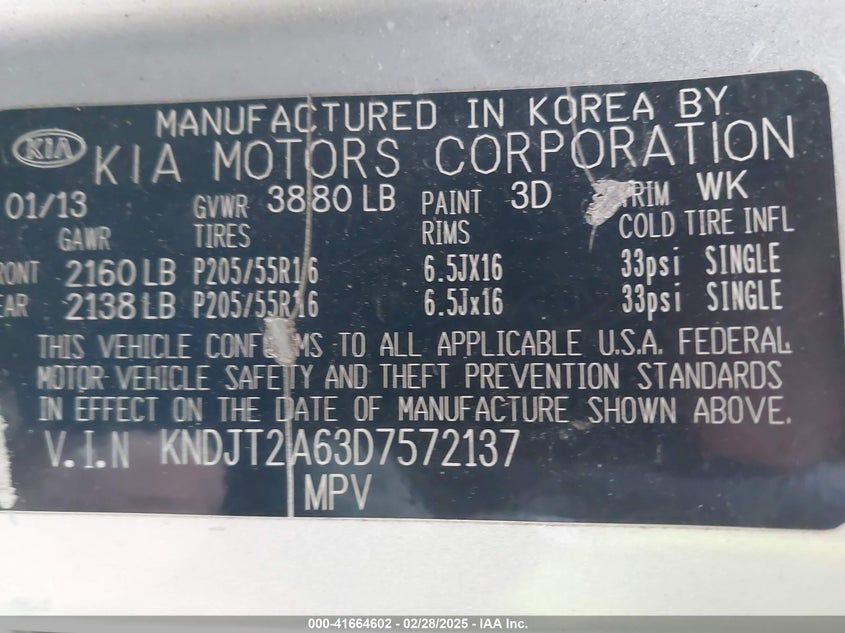 MANUFACTURED IN KOREA BY
KIA KIA MOTORS CORPORATION
01/13 GVWR 3880 LB PAINT 3D TRIM WK
GAWR TIRES RIMS COLD TIRE INFL
RONT 2160 LB P205/55R16 6.5JX16 33psi SINGLE
EAR 2138 LB P205/55R16 6.5Jx16 33psi SINGLE
THIS VEHICLE CONFORMS TO ALL APPLICABLE U.S.A. FEDERAL
MOTOR VEHICLE SAFETY AND THEFT PREVENTION STANDARDS
IN EFFECT ON THE DATE OF MANUFACTURE SHOWN ABOVE.
V.I.N KNDJT2A63D7572137
MPV
000-41664602 / 02/28/2025 / IAA Inc.